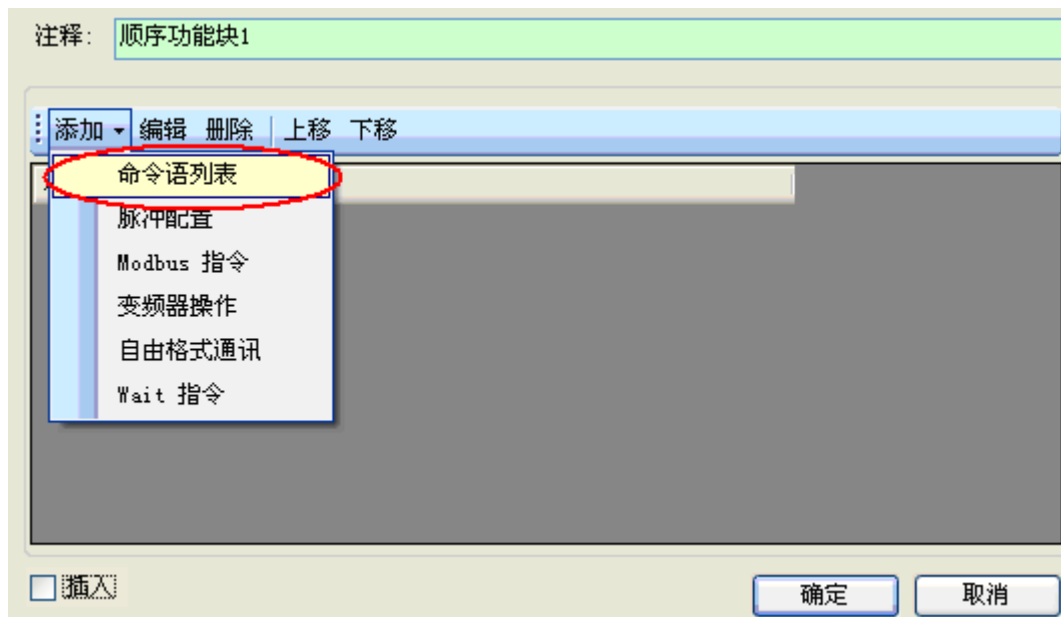 注释: 顺序功能块1
添加 编辑 删除 上移 下移
命令语列表
脉冲配置
Modbus 指令
变频器操作
自由格式通讯
Wait 指令
插入 确定 取消